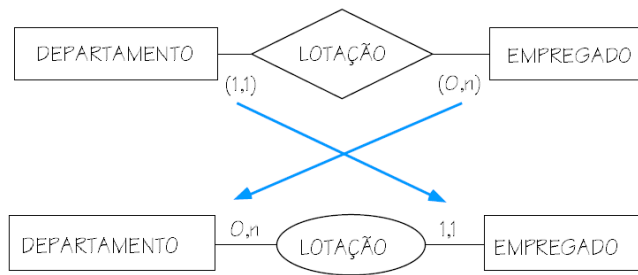 DEPARTAMENTO LOTAÇÃO EMPREGADO
(1,1) (0,n)
0,n 1,1
DEPARTAMENTO LOTAÇÃO EMPREGADO